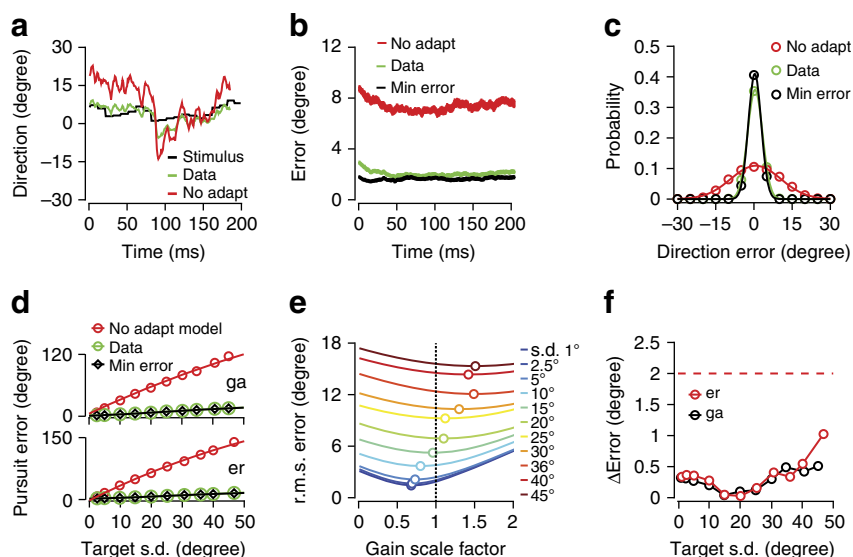 a
Direction (degree)
30
15
0
−15
−30
Stimulus
Data
No adapt
0 50 100 150 200
Time (ms)
b
Error (degree)
12
8
4
0
No adapt
Data
Min error
0 50 100 150 200
Time (ms)
c
Probability
0.5
0.4
0.3
0.2
0.1
0
No adapt
Data
Min error
−30 −15 0 15 30
Direction error (degree)
d
Pursuit error (degree)
No adapt model
Data
Min error
120
0
ga
150
0
er
0 10 20 30 40 50
Target s.d. (degree)
e
r.m.s. error (degree)
18
12
6
0
s.d. 1°
2.5°
5°
10°
15°
20°
25°
30°
36°
40°
45°
0 0.5 1 1.5 2
Gain scale factor
f
ΔError (degree)
2.5
2
1.5
1
0.5
0
er
ga
0 10 20 30 40 50
Target s.d. (degree)